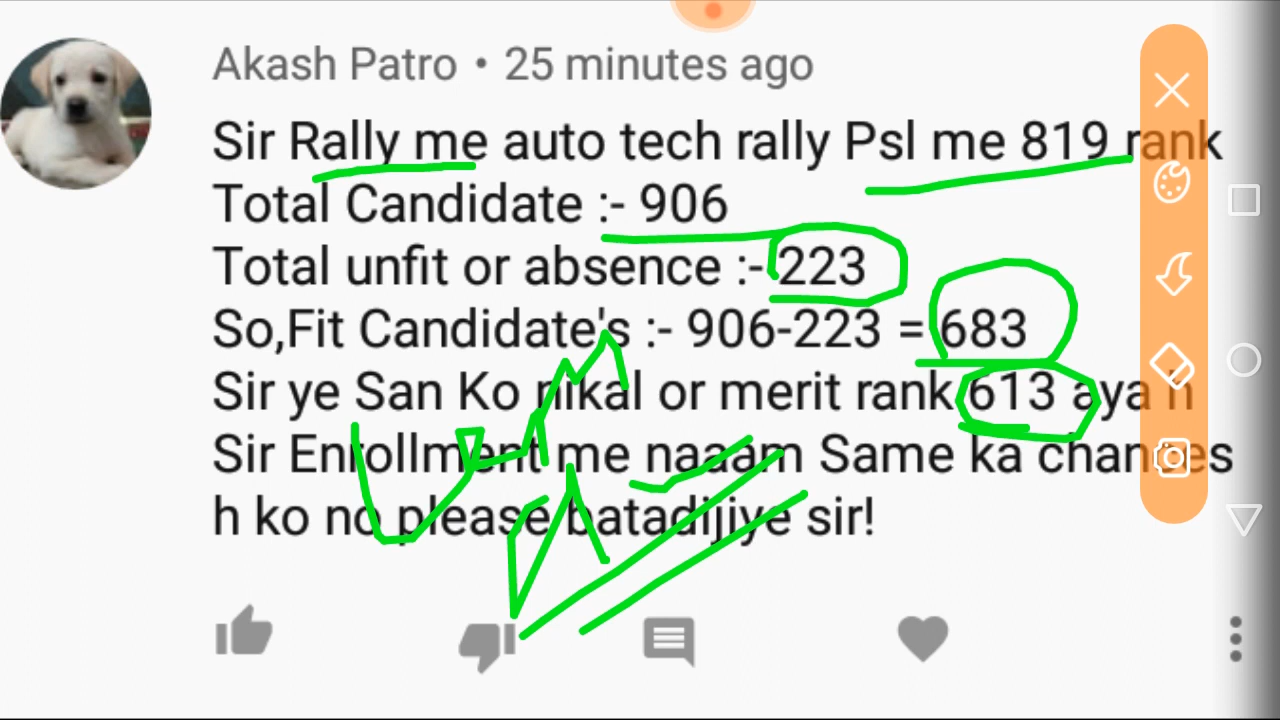 Akash Patro • 25 minutes ago
Sir Rally me auto tech rally Psl me 819 rank
Total Candidate :- 906
Total unfit or absence :- 223
So,Fit Candidate's :- 906-223 = 683
Sir ye San Ko nikal or merit rank 613 aya h
Sir Enrollment me naaam Same ka chances
h ko no please batadijiye sir!